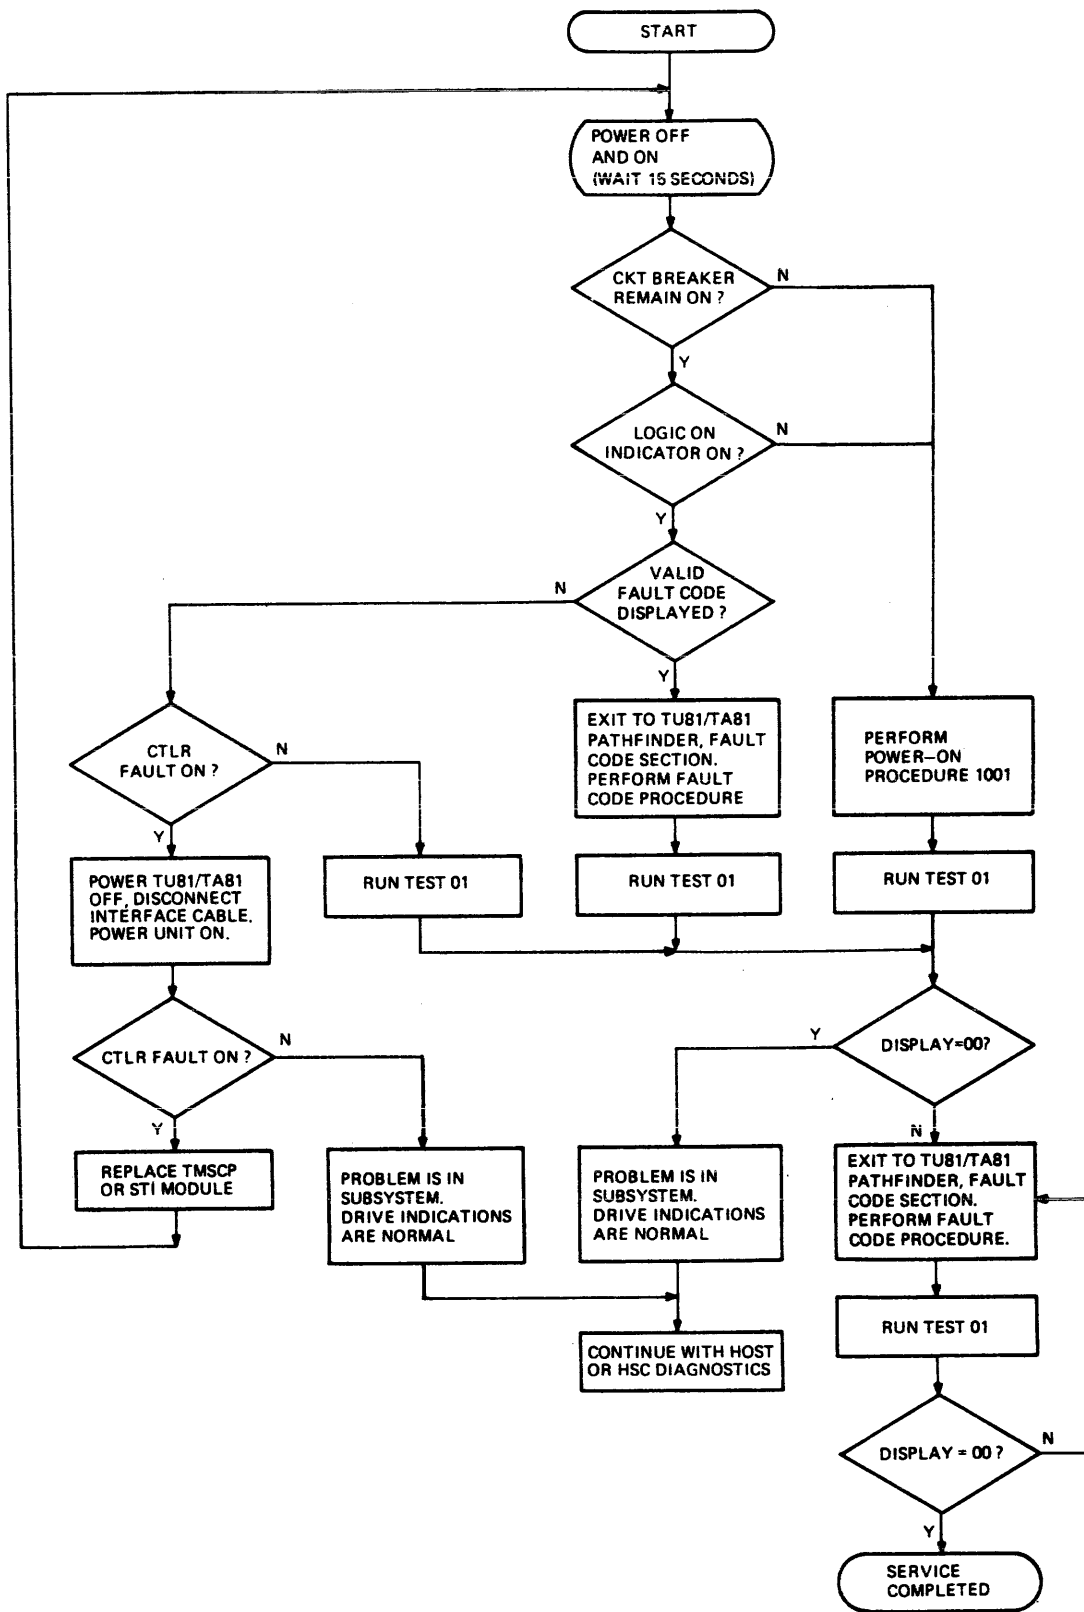 START
POWER OFF
AND ON
(WAIT 15 SECONDS)
CKT BREAKER
REMAIN ON ?
N
Y
LOGIC ON
INDICATOR ON ?
N
Y
VALID
FAULT CODE
DISPLAYED ?
N
Y
CTLR
FAULT ON ?
N
Y
EXIT TO TU81/TA81
PATHFINDER, FAULT
CODE SECTION.
PERFORM FAULT
CODE PROCEDURE
PERFORM
POWER-ON
PROCEDURE 1001
POWER TU81/TA81
OFF, DISCONNECT
INTERFACE CABLE.
POWER UNIT ON.
RUN TEST 01
RUN TEST 01
RUN TEST 01
CTLR FAULT ON ?
N
Y
DISPLAY=00?
Y
N
REPLACE TMSCP
OR STI MODULE
PROBLEM IS IN
SUBSYSTEM.
DRIVE INDICATIONS
ARE NORMAL
PROBLEM IS IN
SUBSYSTEM.
DRIVE INDICATIONS
ARE NORMAL
EXIT TO TU81/TA81
PATHFINDER, FAULT
CODE SECTION.
PERFORM FAULT
CODE PROCEDURE.
RUN TEST 01
CONTINUE WITH HOST
OR HSC DIAGNOSTICS
DISPLAY = 00 ?
N
Y
SERVICE
COMPLETED